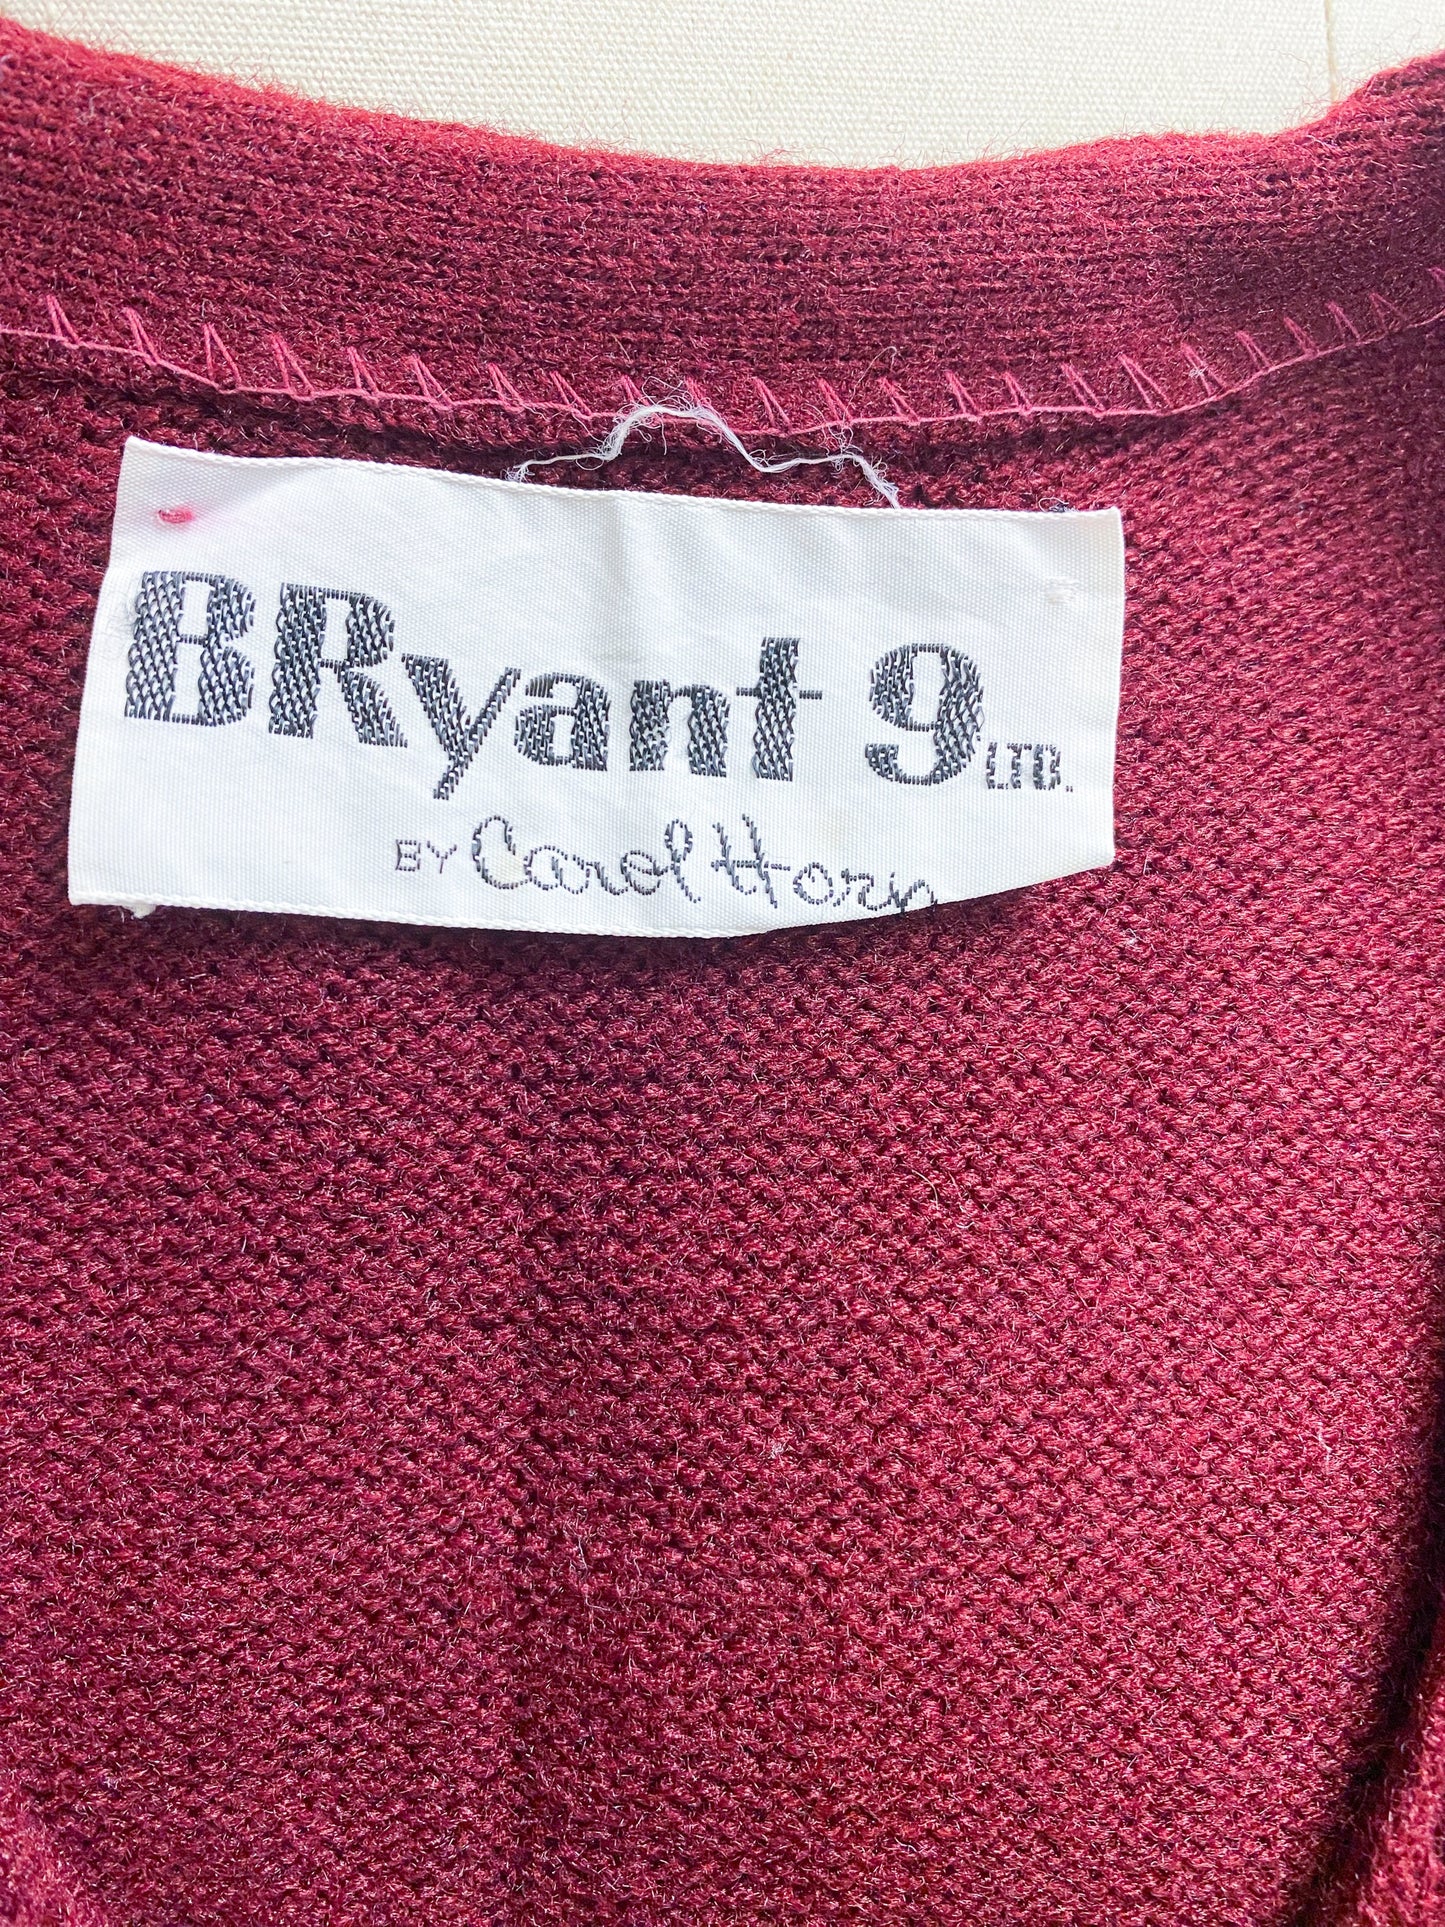 BRyant 9 LTD.
BY Carol Horn